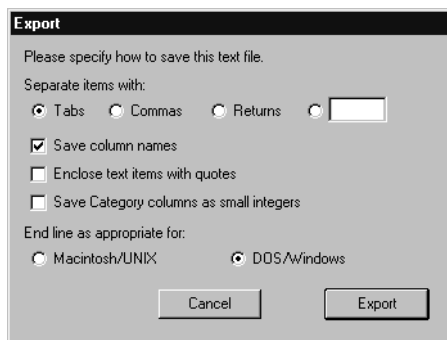 Export
Please specify how to save this text file.
Separate items with:
Tabs Commas Returns
Save column names
Enclose text items with quotes
Save Category columns as small integers
End line as appropriate for:
Macintosh/UNIX DOS/Windows
Cancel Export